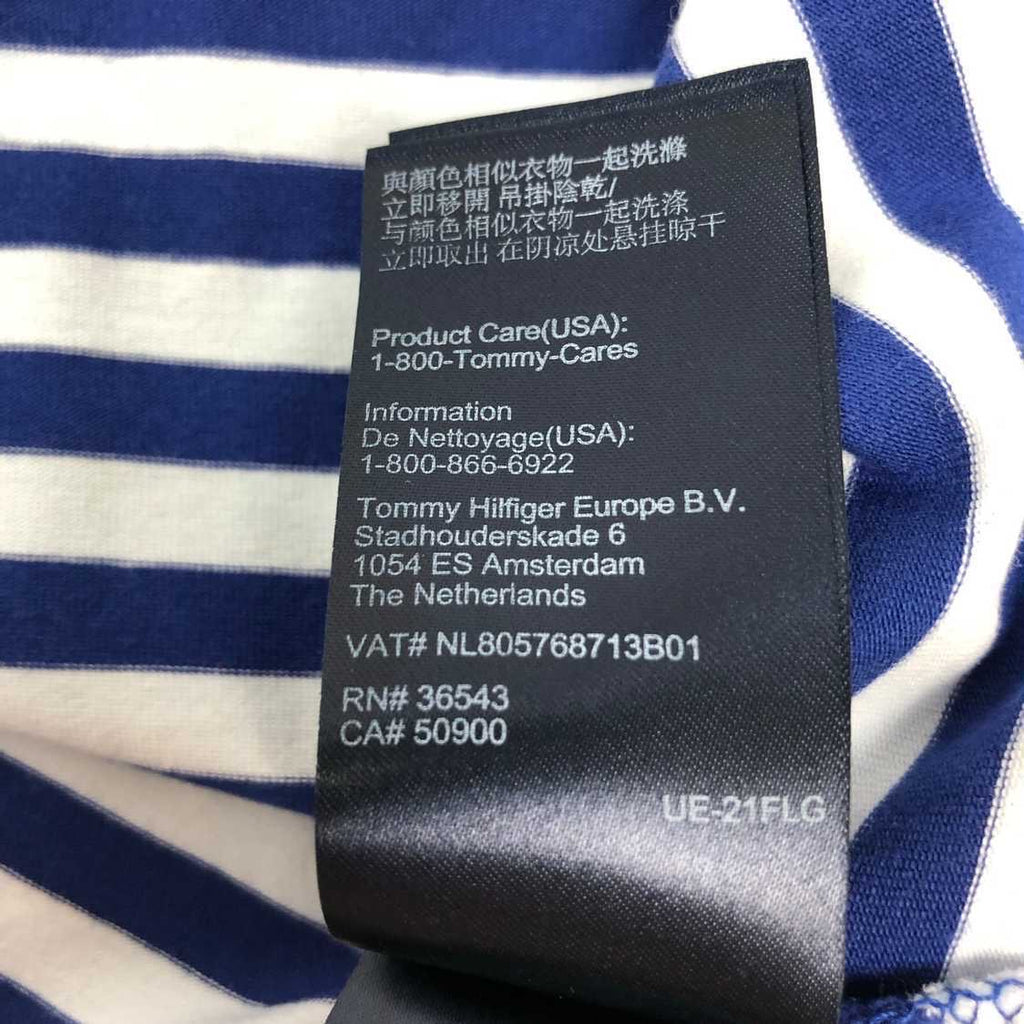 與顏色相似衣物一起洗滌
立即移開 吊掛陰乾/
与颜色相似衣物一起洗涤
立即取出 在阴凉处悬挂晾干
Product Care(USA):
1-800-Tommy-Cares
Information
De Nettoyage(USA):
1-800-866-6922
Tommy Hilfiger Europe B.V.
Stadhouderskade 6
1054 ES Amsterdam
The Netherlands
VAT# NL805768713B01
RN# 36543
CA# 50900
UE-21FLG